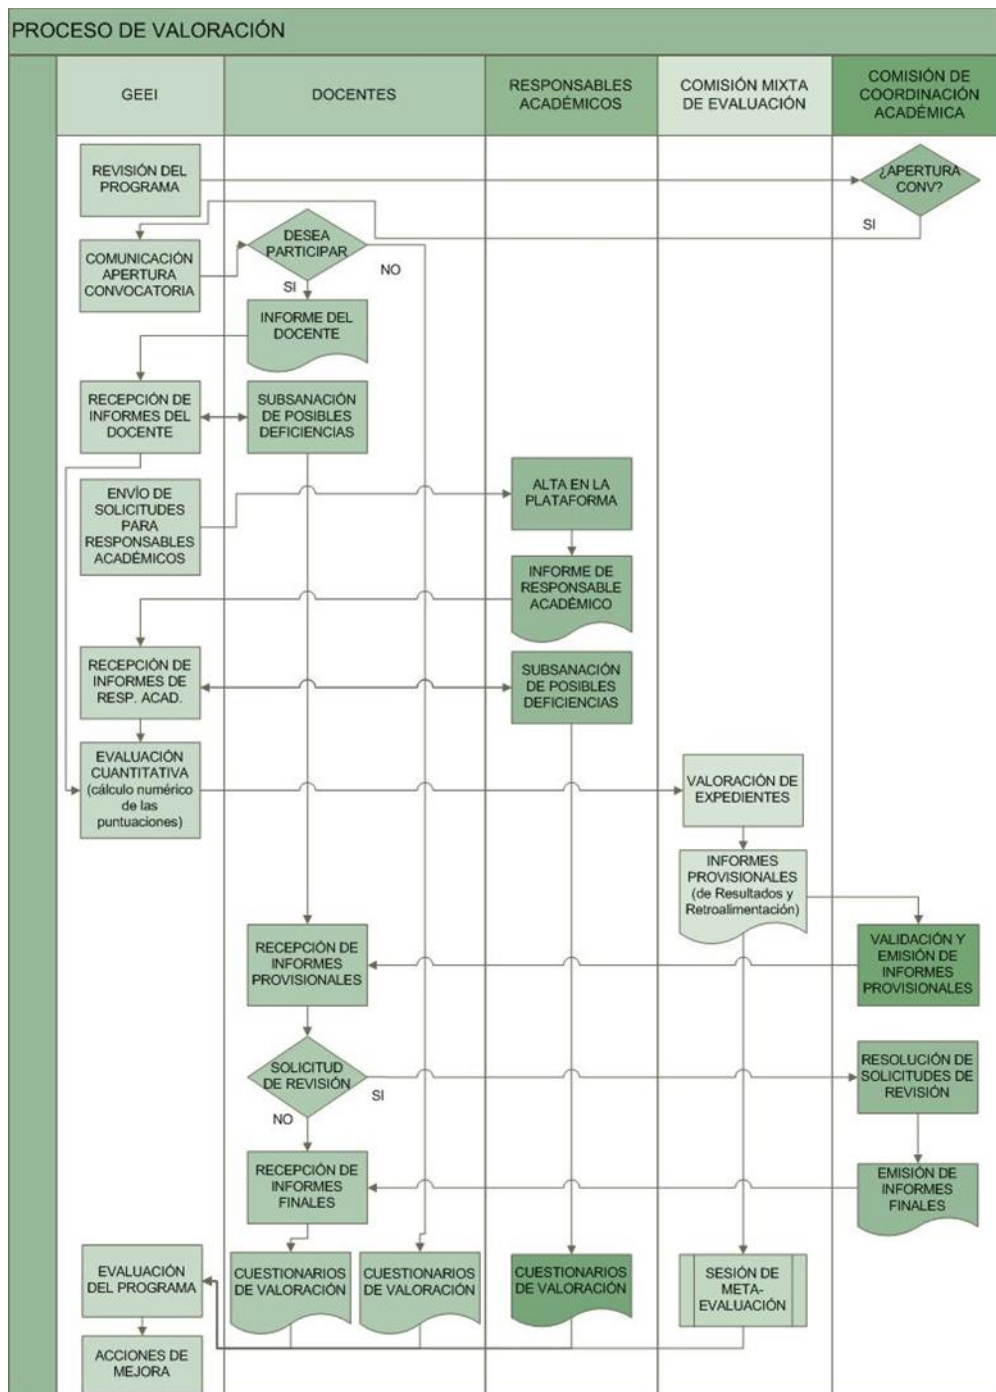 PROCESO DE VALORACIÓN
GEEI
DOCENTES
RESPONSABLES
ACADÉMICOS
COMISIÓN MIXTA
DE EVALUACIÓN
COMISIÓN DE
COORDINACIÓN
ACADÉMICA
REVISIÓN DEL
PROGRAMA
¿APERTURA
CONV?
SI
COMUNICACIÓN
APERTURA
CONVOCATORIA
DESEA
PARTICIPAR
NO
SI
INFORME DEL
DOCENTE
RECEPCIÓN DE
INFORMES DEL
DOCENTE
SUBSANACIÓN
DE POSIBLES
DEFICIENCIAS
ENVÍO DE
SOLICITUDES
PARA
RESPONSABLES
ACADÉMICOS
ALTA EN LA
PLATAFORMA
INFORME DE
RESPONSABLE
ACADÉMICO
RECEPCIÓN DE
INFORMES DE
RESP. ACAD.
SUBSANACIÓN
DE POSIBLES
DEFICIENCIAS
EVALUACIÓN
CUANTITATIVA
(cálculo numérico
de las
puntuaciones)
VALORACIÓN DE
EXPEDIENTES
INFORMES
PROVISIONALES
(de Resultados y
Retroalimentación)
RECEPCIÓN DE
INFORMES
PROVISIONALES
VALIDACIÓN Y
EMISIÓN DE
INFORMES
PROVISIONALES
SOLICITUD
DE REVISIÓN
SI
NO
RESOLUCIÓN DE
SOLICITUDES DE
REVISIÓN
RECEPCIÓN DE
INFORMES
FINALES
EMISIÓN DE
INFORMES
FINALES
EVALUACIÓN
DEL PROGRAMA
CUESTIONARIOS
DE VALORACIÓN
CUESTIONARIOS
DE VALORACIÓN
CUESTIONARIOS
DE VALORACIÓN
SESIÓN DE
META-
EVALUACIÓN
ACCIONES DE
MEJORA